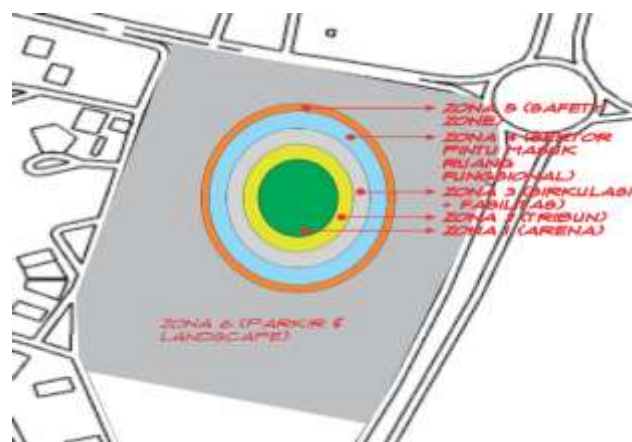 ZONA 5 (SAFETY
ZONE)
ZONA 4 (SEKTOR
PINTU MASUK
RUANG
FUNGSIONAL)
ZONA 3 (SIRKULASI
+ FASILITAS)
ZONA 2 (TRIBUN)
ZONA 1 (ARENA)
ZONA 6 (PARKIR &
LANDSCAPE)